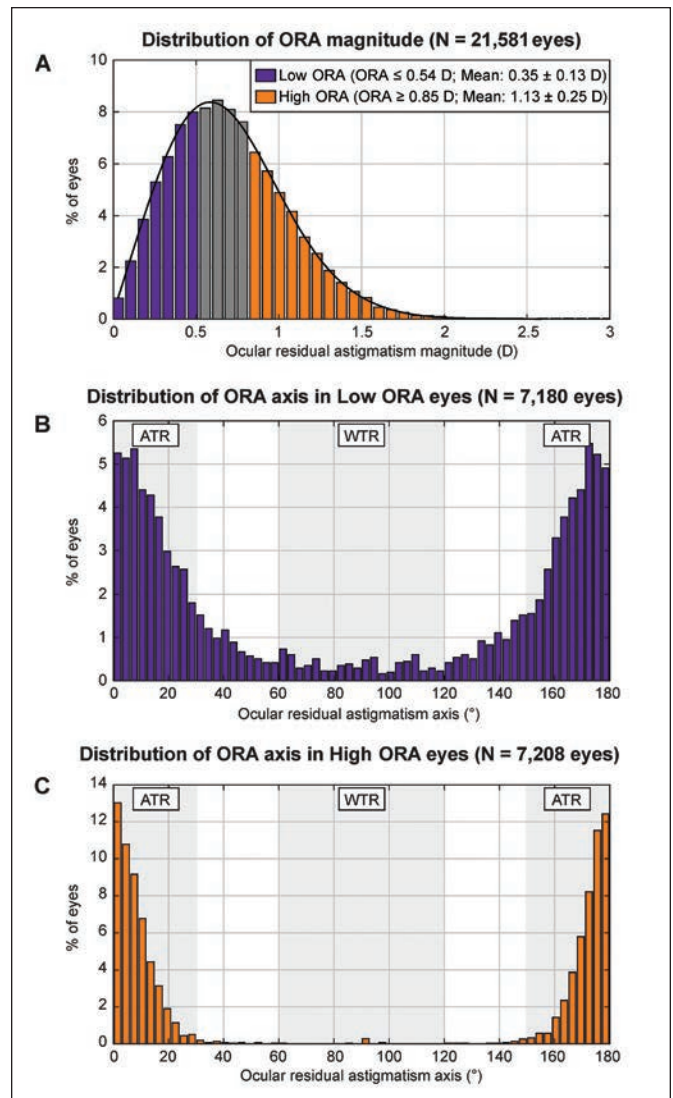 Distribution of ORA magnitude (N = 21,581 eyes)
A
Low ORA (ORA ≤ 0.54 D; Mean: 0.35 ± 0.13 D)
High ORA (ORA ≥ 0.85 D; Mean: 1.13 ± 0.25 D)
% of eyes
10
8
6
4
2
0
0 0.5 1 1.5 2 2.5 3
Ocular residual astigmatism magnitude (D)
Distribution of ORA axis in Low ORA eyes (N = 7,180 eyes)
B
ATR WTR ATR
% of eyes
6
5
4
3
2
1
0
0 20 40 60 80 100 120 140 160 180
Ocular residual astigmatism axis (°)
Distribution of ORA axis in High ORA eyes (N = 7,208 eyes)
C
ATR WTR ATR
% of eyes
14
12
10
8
6
4
2
0
0 20 40 60 80 100 120 140 160 180
Ocular residual astigmatism axis (°)